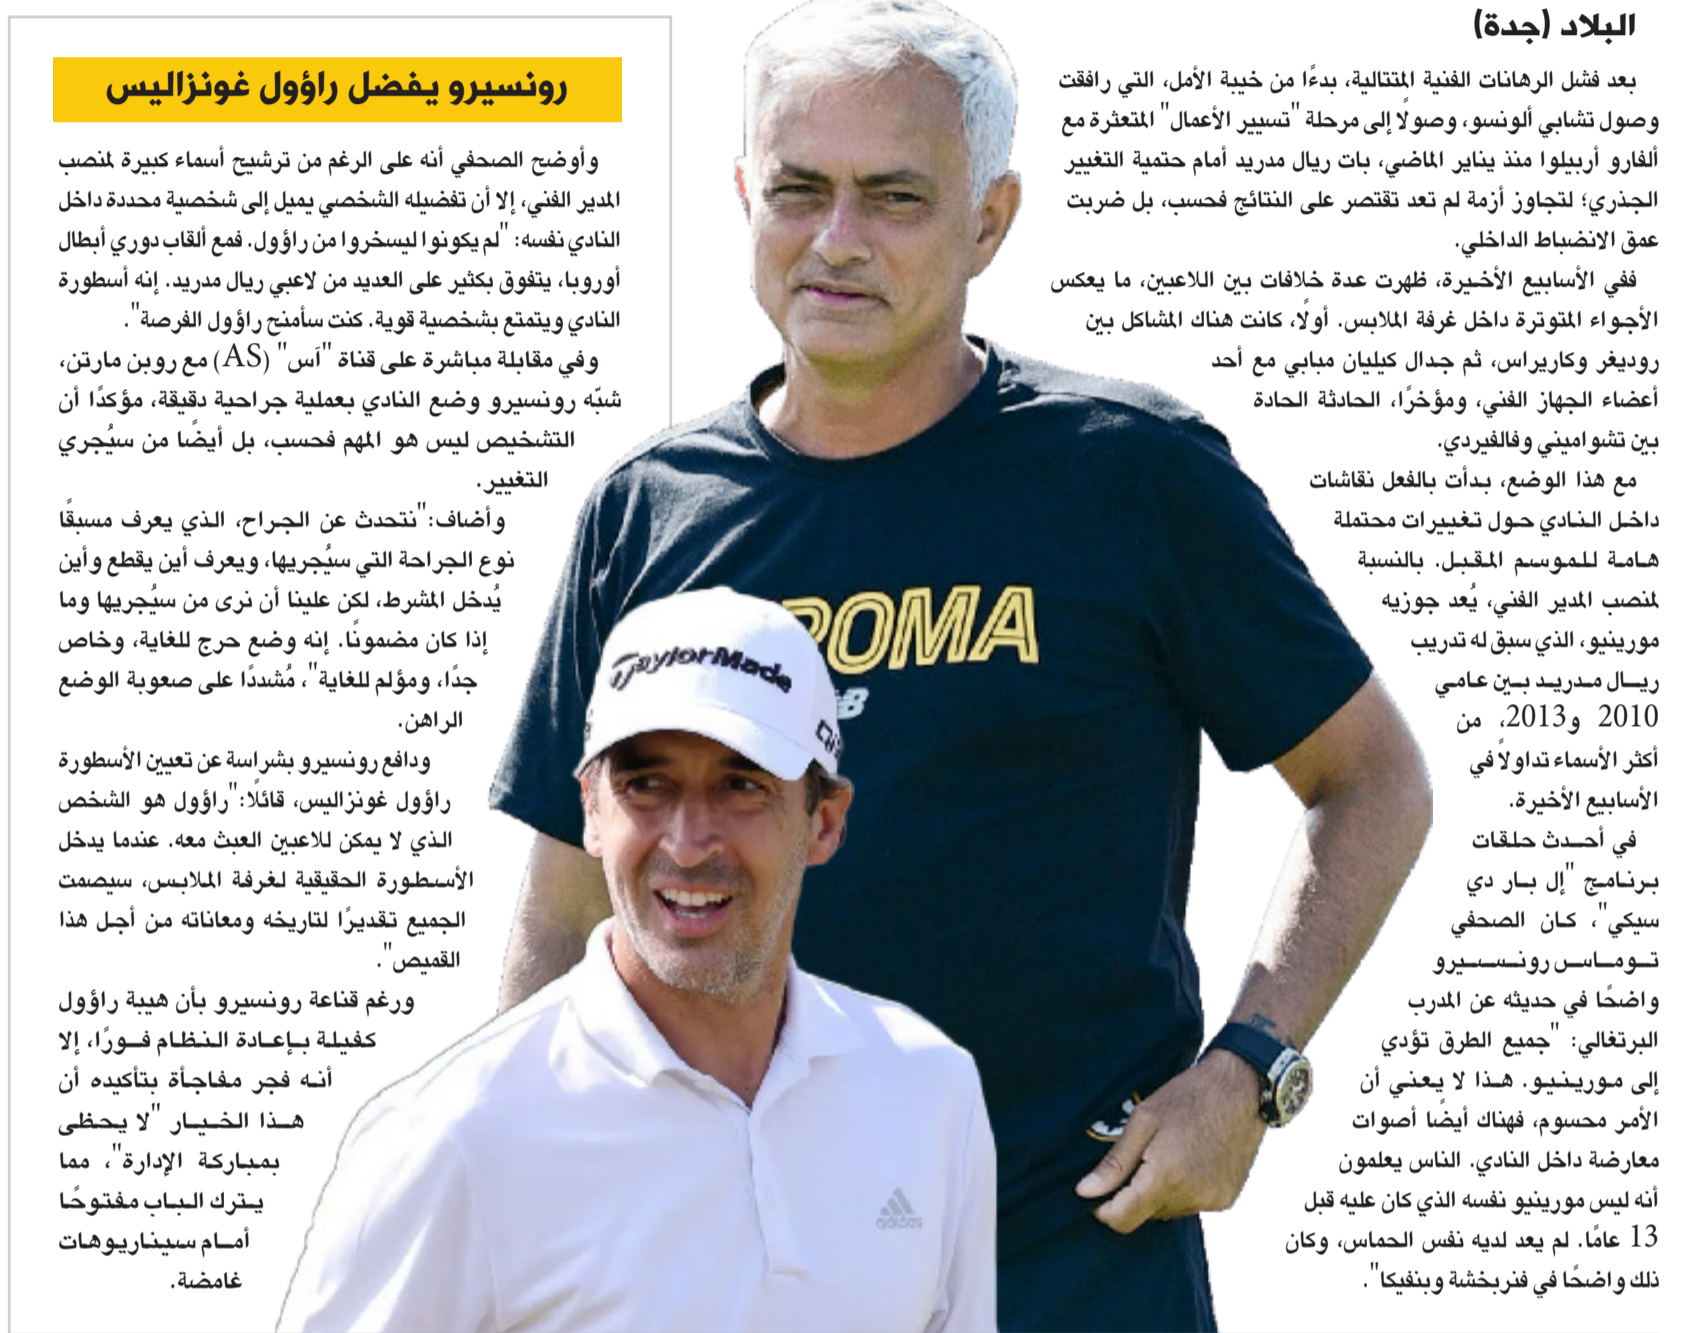 البلاد (جدة)
بعد فشل الرهانات الفنية المتتالية، بدءًا من خيبة الأمل، التي رافقت
وصول تشابي ألونسو، وصولًا إلى مرحلة "تسيير الأعمال" المتعثرة مع
ألفارو أربيلوا منذ يناير الماضي، بات ريال مدريد أمام حتمية التغيير
الجذري؛ لتجاوز أزمة لم تعد تقتصر على النتائج فحسب، بل ضربت
عمق الانضباط الداخلي.
ففي الأسابيع الأخيرة، ظهرت عدة خلافات بين اللاعبين، ما يعكس
الأجواء المتوترة داخل غرفة الملابس. أولًا، كانت هناك المشاكل بين
روديغر وكاريراس، ثم جدال كيليان مبابي مع أحد
أعضاء الجهاز الفني، ومؤخرًا، الحادثة الحادة
بين تشواميني وفالفيردي.
مع هذا الوضع، بدأت بالفعل نقاشات
داخل النادي حول تغييرات محتملة
هامة للموسم المقبل. بالنسبة
لمنصب المدير الفني، يُعد جوزيه
مورينيو، الذي سبق له تدريب
ريال مدريد بين عامي
2010 و2013، من
أكثر الأسماء تداولاً في
الأسابيع الأخيرة.
في أحدث حلقات
برنامج "إل بار دي
سيكي"، كان الصحفي
توماس رونسيرو
واضحًا في حديثه عن المدرب
البرتغالي: "جميع الطرق تؤدي
إلى مورينيو. هذا لا يعني أن
الأمر محسوم، فهناك أيضًا أصوات
معارضة داخل النادي. الناس يعلمون
أنه ليس مورينيو نفسه الذي كان عليه قبل
13 عامًا. لم يعد لديه نفس الحماس، وكان
ذلك واضحًا في فنربخشة وبنفيكا".
رونسيرو يفضل راؤول غونزاليس
وأوضح الصحفي أنه على الرغم من ترشيح أسماء كبيرة لمنصب
المدير الفني، إلا أن تفضيله الشخصي يميل إلى شخصية محددة داخل
النادي نفسه: "لم يكونوا ليسخروا من راؤول. فمع ألقاب دوري أبطال
أوروبا، يتفوق بكثير على العديد من لاعبي ريال مدريد. إنه أسطورة
النادي ويتمتع بشخصية قوية. كنت سأمنح راؤول الفرصة".
وفي مقابلة مباشرة على قناة "آس" (AS) مع روبن مارتن،
شبّه رونسيرو وضع النادي بعملية جراحية دقيقة، مؤكدًا أن
التشخيص ليس هو المهم فحسب، بل أيضًا من سيُجري
التغيير.
وأضاف:"نتحدث عن الجراح، الذي يعرف مسبقًا
نوع الجراحة التي سيُجريها، ويعرف أين يقطع وأين
يُدخل المشرط، لكن علينا أن نرى من سيُجريها وما
إذا كان مضمونًا. إنه وضع حرج للغاية، وخاص
جدًا، ومؤلم للغاية"، مُشددًا على صعوبة الوضع
الراهن.
ودافع رونسيرو بشراسة عن تعيين الأسطورة
راؤول غونزاليس، قائلًا:"راؤول هو الشخص
الذي لا يمكن للاعبين العبث معه. عندما يدخل
الأسطورة الحقيقية لغرفة الملابس، سيصمت
الجميع تقديرًا لتاريخه ومعاناته من أجل هذا
القميص".
ورغم قناعة رونسيرو بأن هيبة راؤول
كفيلة بإعادة النظام فورًا، إلا
أنه فجر مفاجأة بتأكيده أن
هذا الخيار "لا يحظى
بمباركة الإدارة"، مما
يترك الباب مفتوحًا
أمام سيناريوهات
غامضة.
ROMA
TaylorMade
adidas